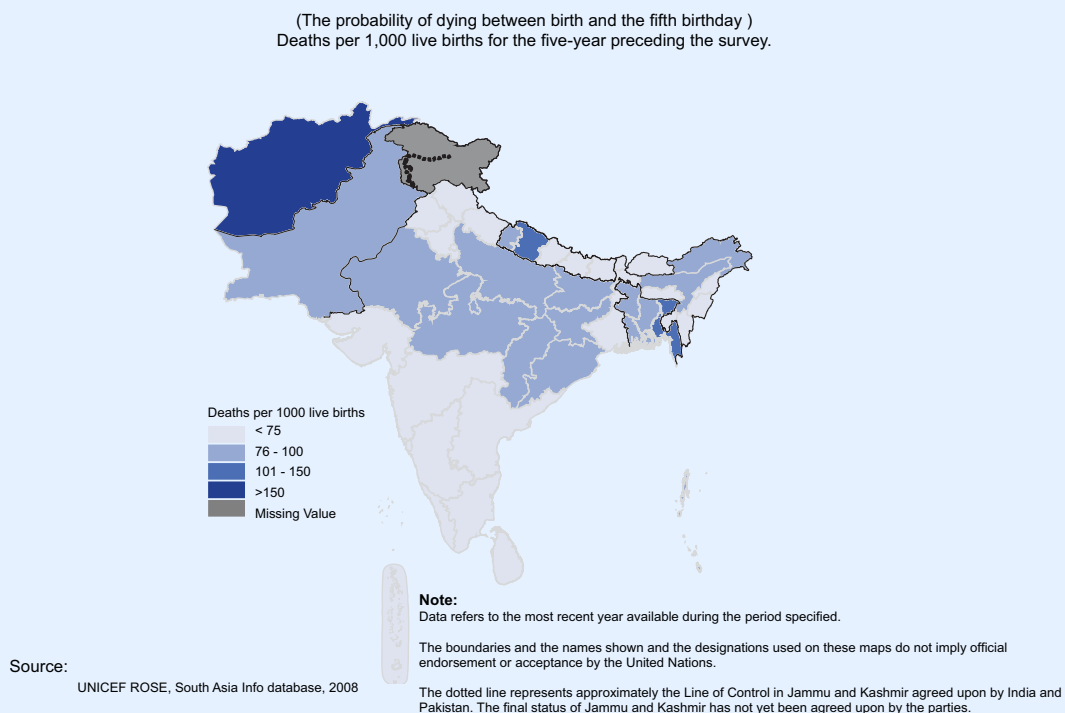 (The probability of dying between birth and the fifth birthday )
Deaths per 1,000 live births for the five-year preceding the survey.
Deaths per 1000 live births
< 75
76 - 100
101 - 150
>150
Missing Value
Note:
Data refers to the most recent year available during the period specified.
The boundaries and the names shown and the designations used on these maps do not imply official
endorsement or acceptance by the United Nations.
Source:
UNICEF ROSE, South Asia Info database, 2008
The dotted line represents approximately the Line of Control in Jammu and Kashmir agreed upon by India and
Pakistan. The final status of Jammu and Kashmir has not yet been agreed upon by the parties.